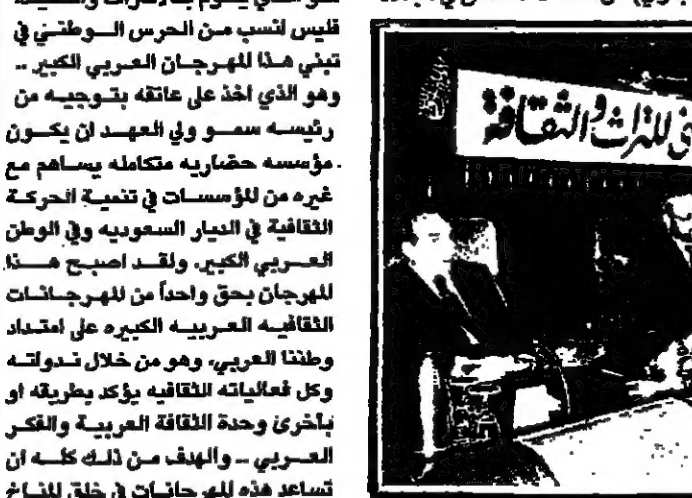 فليس انسب من الحرس الوطني في
تبني هذا المهرجان العربي الكبير ..
وهو الذي اخذ على عاتقه بتوجيه من
رئيسه سمو ولي العهد ان يكون
مؤسسه حضاريه متكامله يساهم مع
غيره من المؤسسات في تنمية الحركة
الثقافية في الديار السعوديه وفي الوطن
العربي الكبير. ولقد اصبح هذا
المهرجان بحق واحداً من المهرجانات
الثقافيه العربيه الكبيره على امتداد
وطننا العربي، وهو من خلال ندولته
وكل فعالياته الثقافيه يؤكد بطريقه او
بأخرى وحدة الثقافة العربية والفكر
العربي .. والهدف من ذلك كله ان
تساعد هذه المهرجانات في خلق المناخ
للتراث والثقافة